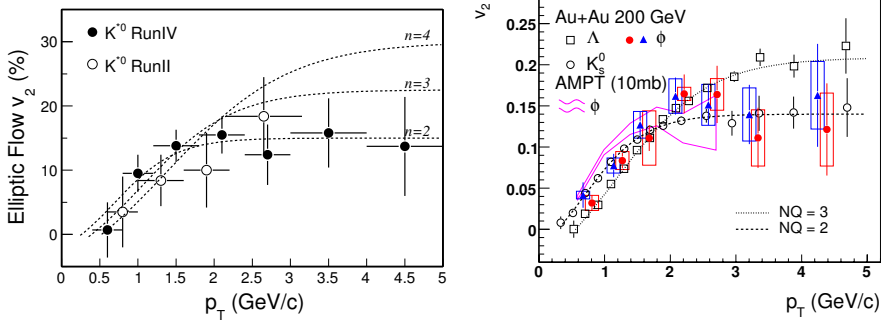 Elliptic Flow v2 (%)
30
25
20
15
10
5
0
K*0 RunIV
K*0 RunII
n=4
n=3
n=2
0 0.5 1 1.5 2 2.5 3 3.5 4 4.5 5
pT (GeV/c)
v2
0.25
0.2
0.15
0.1
0.05
0
Au+Au 200 GeV
Λ ϕ
K0s
AMPT (10mb)
ϕ
NQ = 3
NQ = 2
0 1 2 3 4 5
pT (GeV/c)